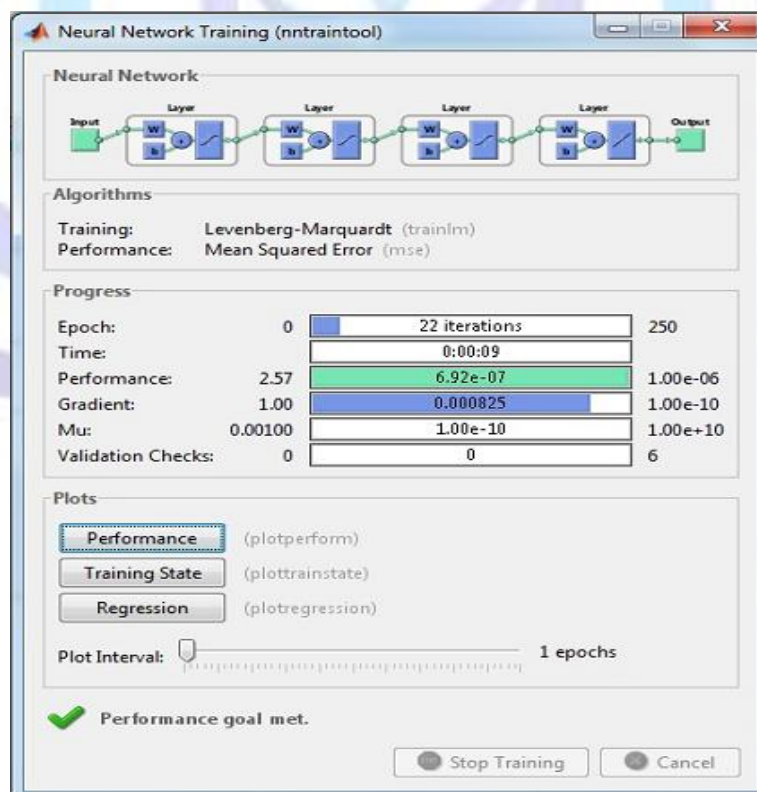 Neural Network Training (nntraintool)
Neural Network
Layer Layer Layer Layer
Input W b + W b + W b + W b + Output
Algorithms
Training: Levenberg-Marquardt (trainlm)
Performance: Mean Squared Error (mse)
Progress
Epoch: 0 22 iterations 250
Time: 0:00:09
Performance: 2.57 6.92e-07 1.00e-06
Gradient: 1.00 0.000825 1.00e-10
Mu: 0.00100 1.00e-10 1.00e+10
Validation Checks: 0 0 6
Plots
Performance (plotperform)
Training State (plottrainstate)
Regression (plotregression)
Plot Interval: 1 epochs
Performance goal met.
Stop Training Cancel